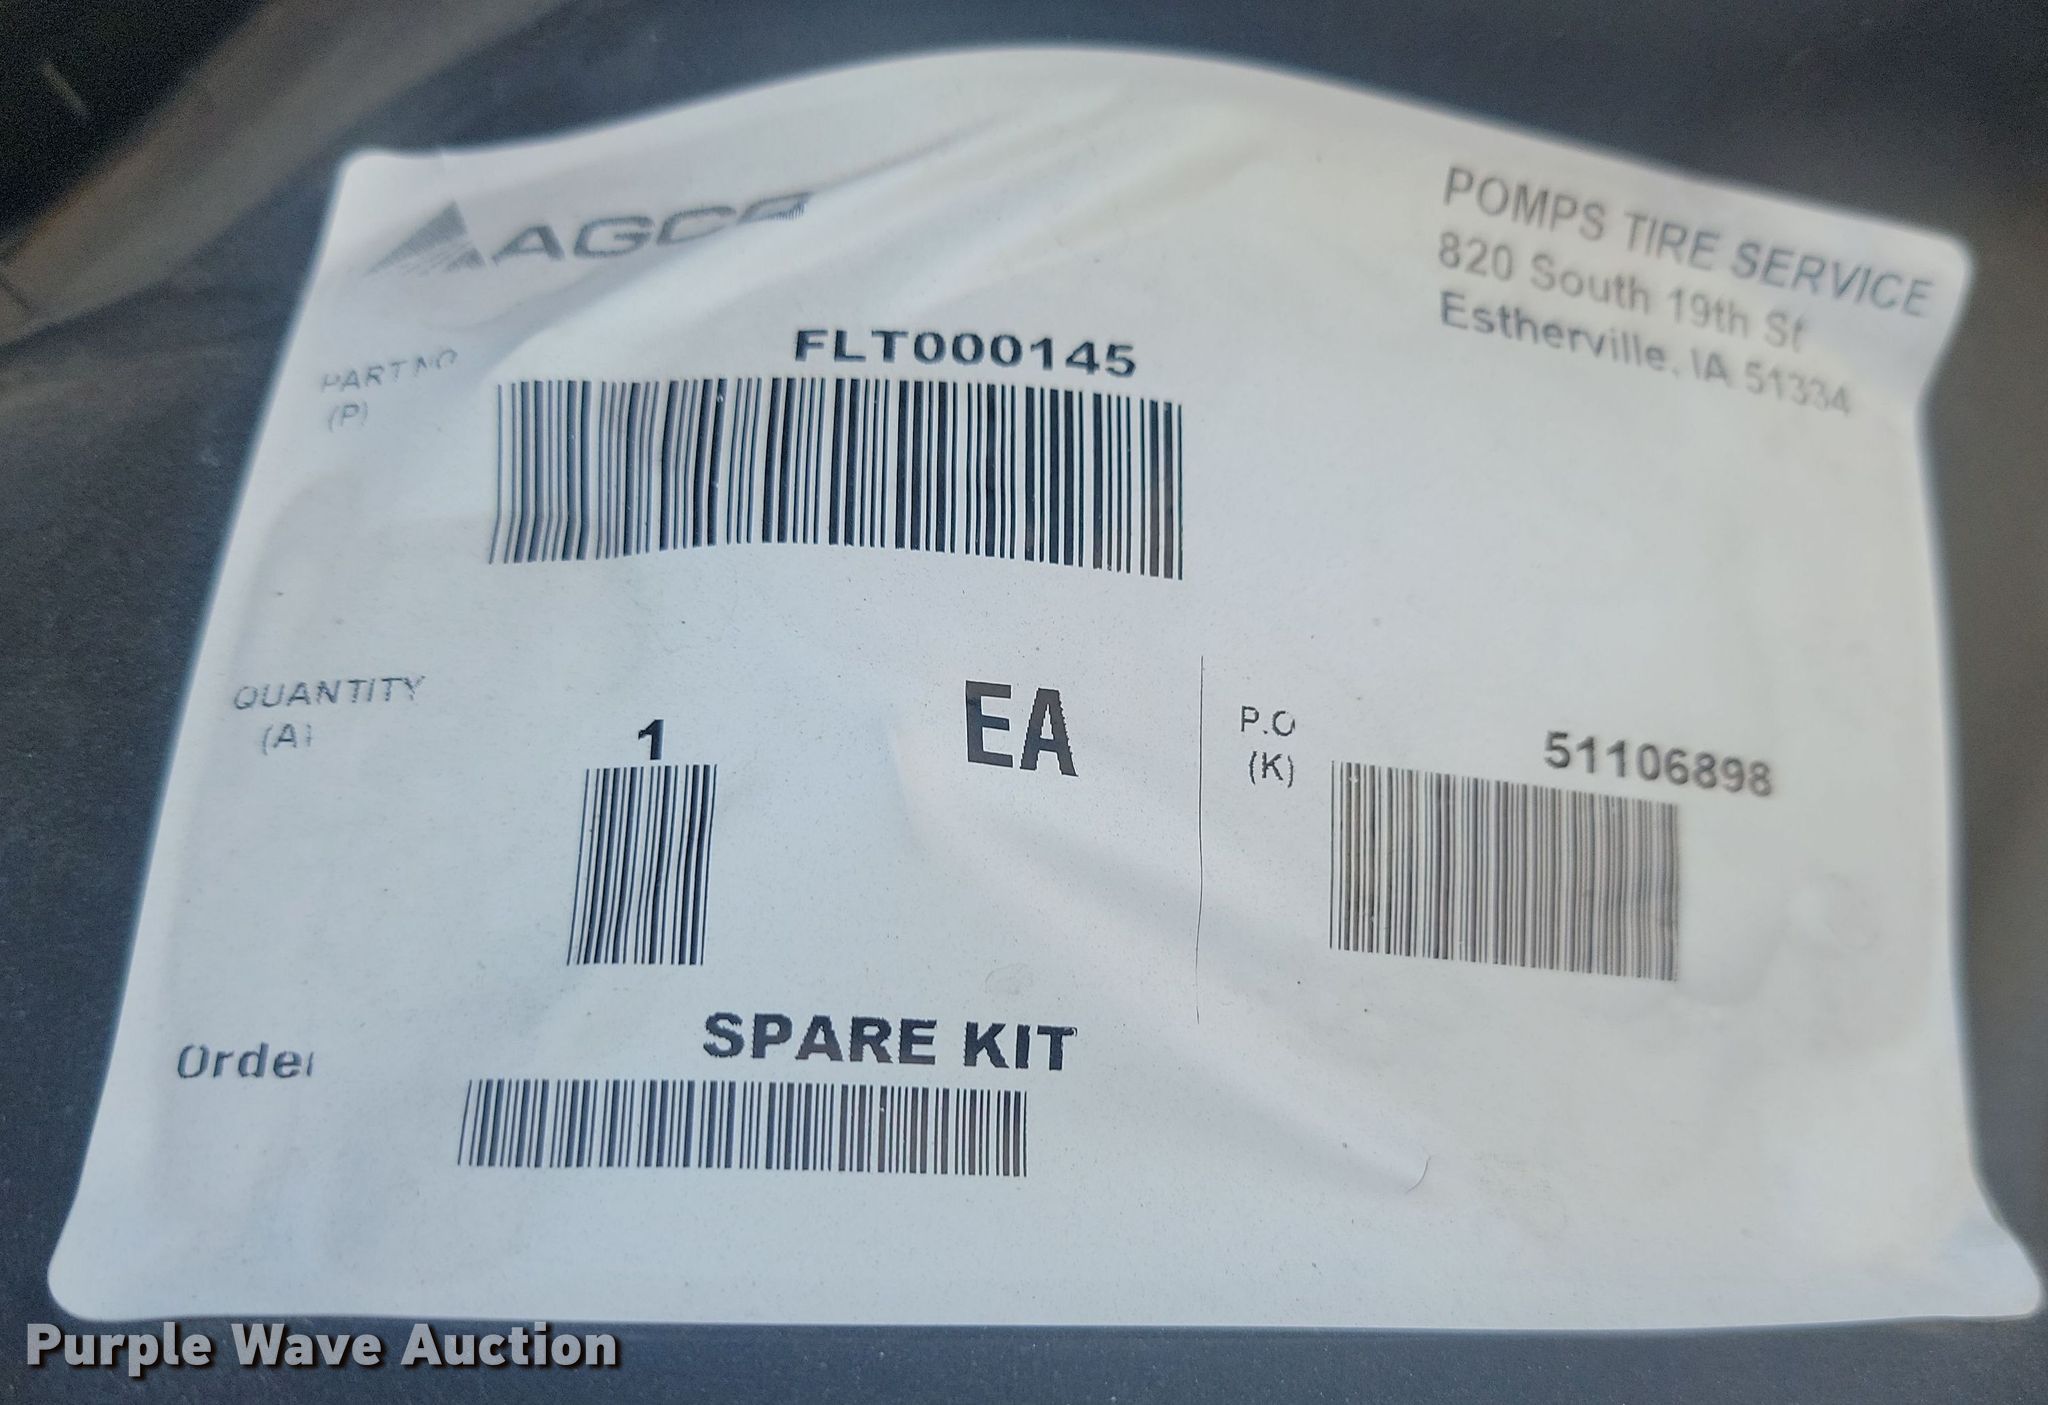 AGCO
POMPS TIRE SERVICE
820 South 19th St
Estherville, IA 51334
PART NO
(P)
FLT000145
QUANTITY
(A)
1
EA
P.O
(K)
51106898
Order
SPARE KIT
Purple Wave Auction